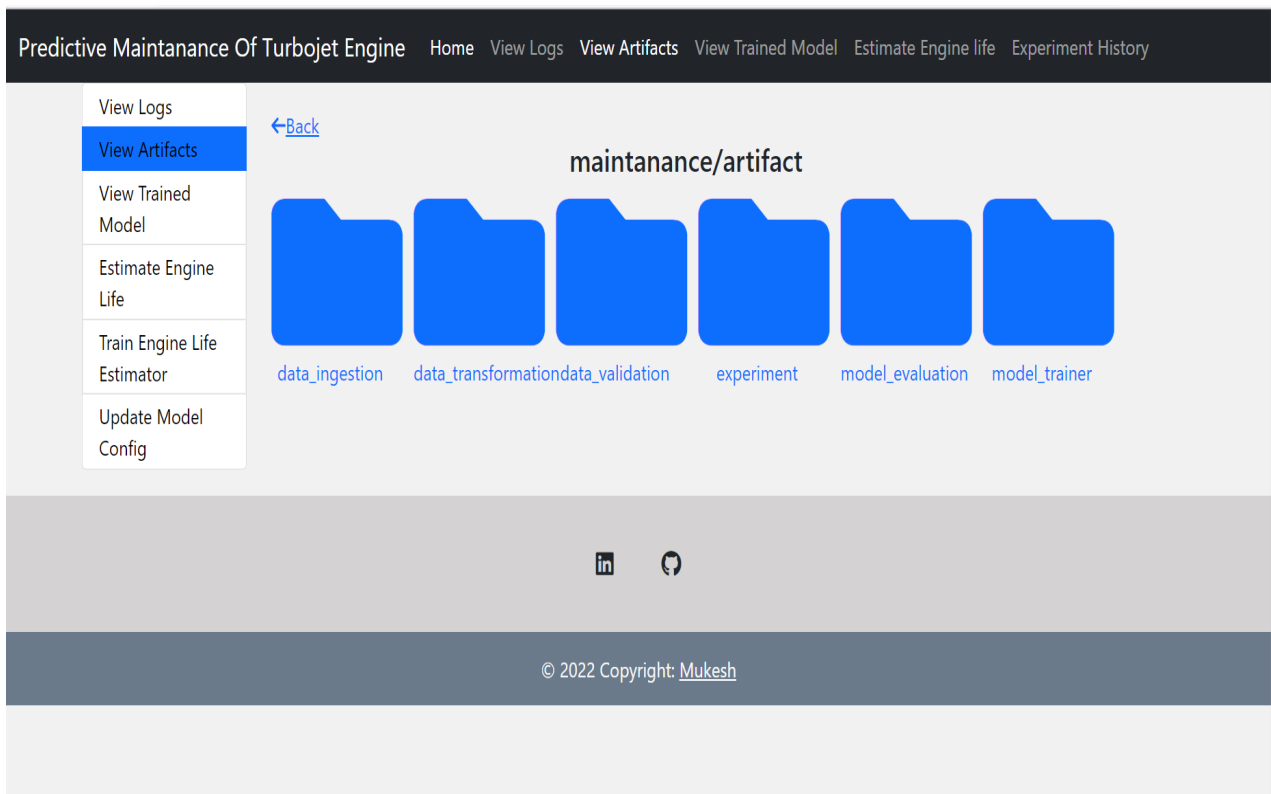 Predictive Maintanance Of Turbojet Engine Home View Logs View Artifacts View Trained Model Estimate Engine life Experiment History
View Logs
View Artifacts
View Trained
Model
Estimate Engine
Life
Train Engine Life
Estimator
Update Model
Config
Back
maintanance/artifact
data_ingestion data_transformation data_validation experiment model_evaluation model_trainer
in
© 2022 Copyright: Mukesh